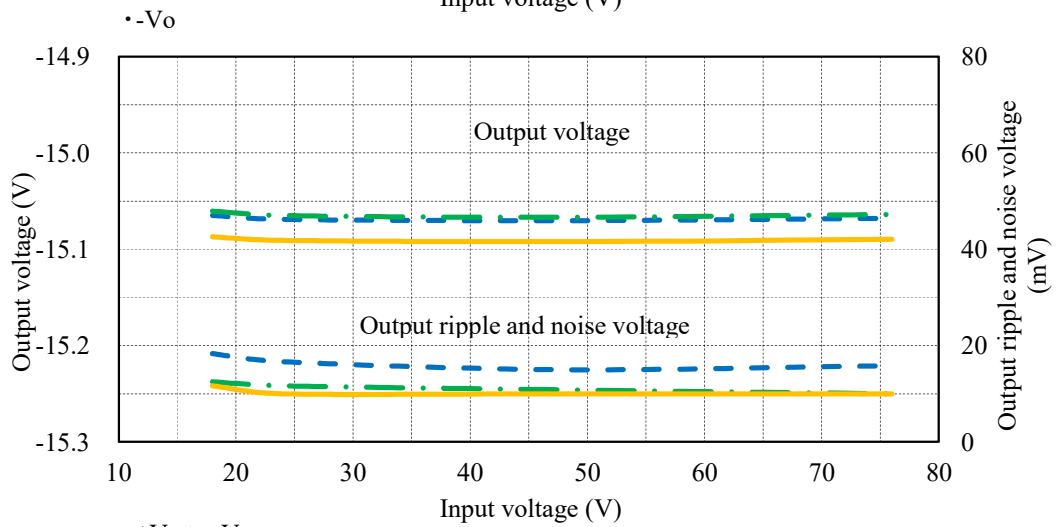 Input voltage (V)
・-Vo
-14.9
-15.0
-15.1
-15.2
-15.3
Output voltage (V)
Output voltage
Output ripple and noise voltage
80
60
40
20
0
Output ripple and noise voltage
(mV)
10 20 30 40 50 60 70 80
Input voltage (V)